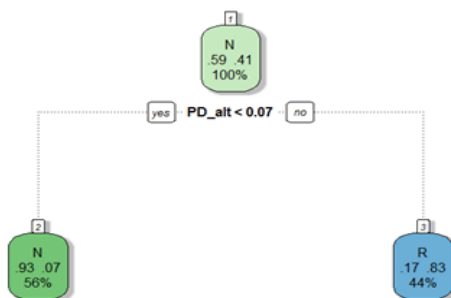 1
N
.59 .41
100%
yes PD_alt < 0.07 no
2
N
.93 .07
56%
3
R
.17 .83
44%